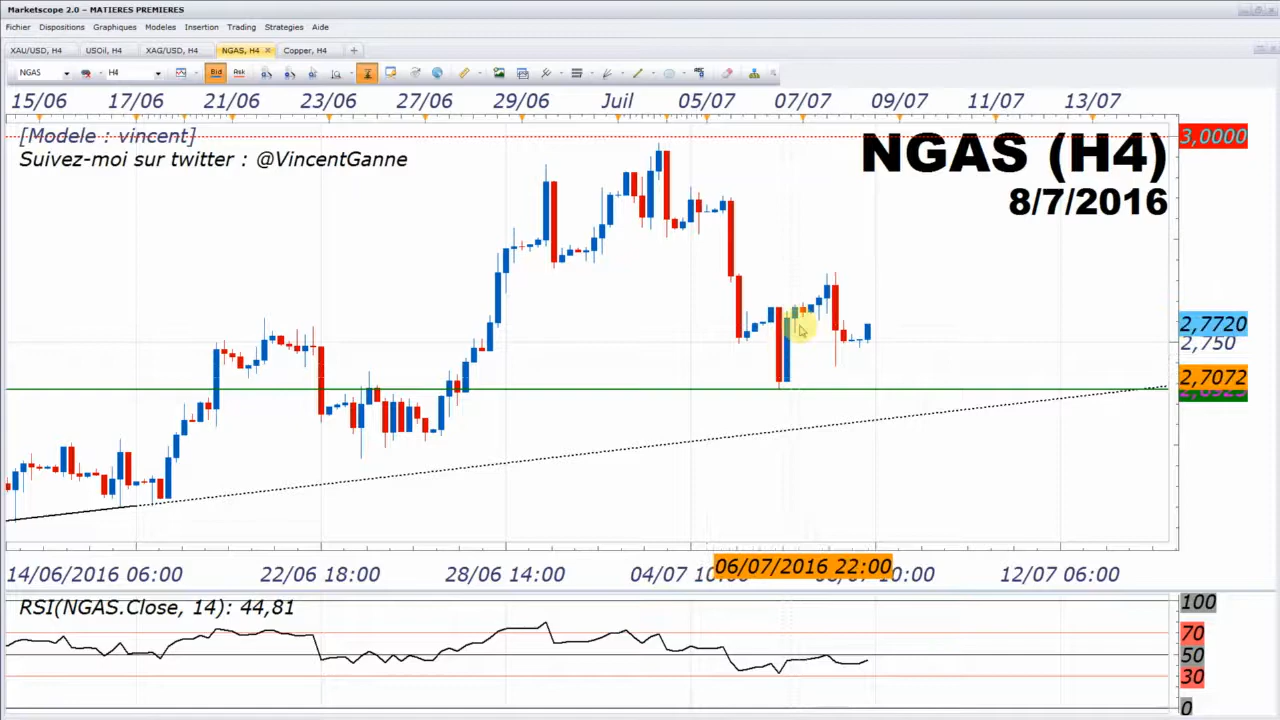 Marketscope 2.0 – MATIERES PREMIERES
Fichier Dispositions Graphiques Modeles Insertion Trading Strategies Aide
XAU/USD, H4 USOil, H4 XAG/USD, H4 NGAS, H4 Copper, H4
NGAS H4 Bid Ask
15/06 17/06 21/06 23/06 27/06 29/06 Juil 05/07 07/07 09/07 11/07 13/07
[Modele : vincent]
Suivez-moi sur twitter : @VincentGanne
NGAS (H4)
8/7/2016
3,0000
2,7720
2,750
2,7072
14/06/2016 06:00 22/06 18:00 28/06 14:00 04/07 06/07/2016 22:00 12/07 06:00
RSI(NGAS.Close, 14): 44,81
100
70
50
30
0